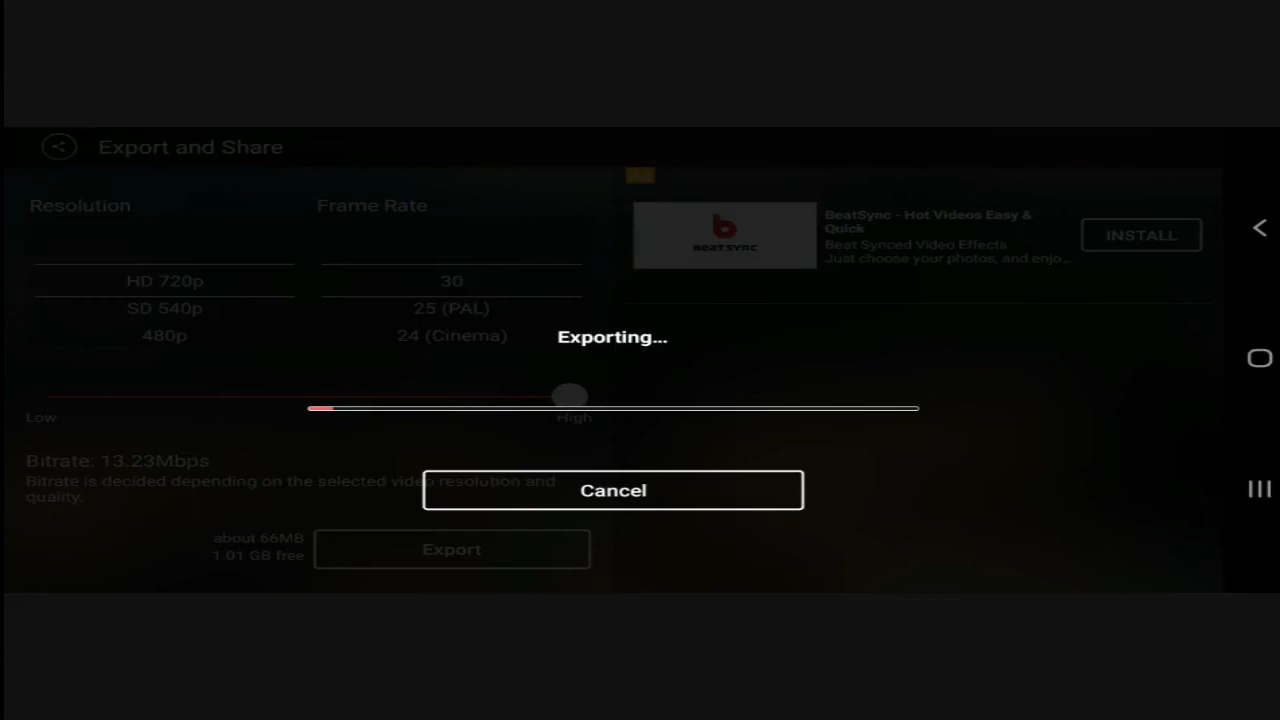 Export and Share
Resolution
Frame Rate
HD 720p
SD 540p
480p
30
25 (PAL)
24 (Cinema)
Low
High
Bitrate: 13.23Mbps
Bitrate is decided depending on the selected video resolution and
quality.
about 66MB
1.01 GB free
Export
AD
BEAT SYNC
BeatSync - Hot Videos Easy &
Quick
Beat Synced Video Effects
Just choose your photos, and enjo...
INSTALL
Exporting...
Cancel